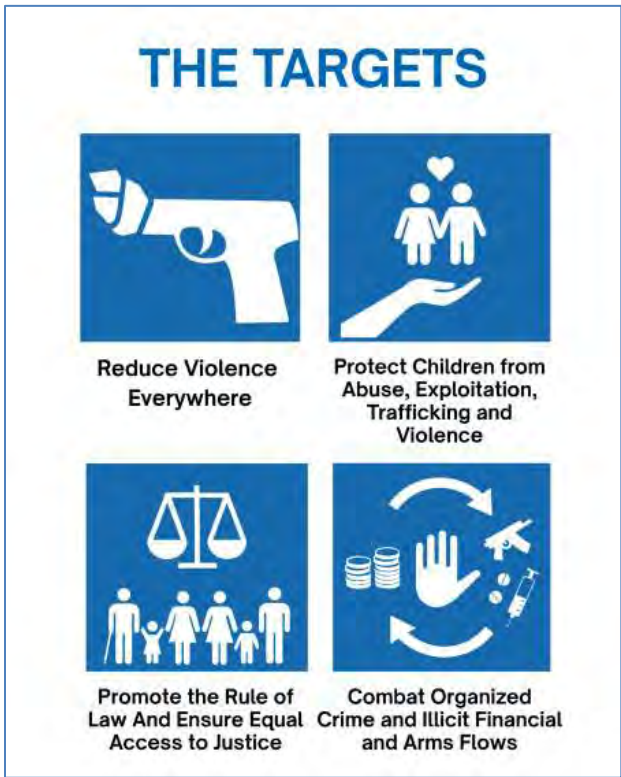 THE TARGETS
Reduce Violence
Everywhere
Protect Children from
Abuse, Exploitation,
Trafficking and
Violence
Promote the Rule of
Law And Ensure Equal
Access to Justice
Combat Organized
Crime and Illicit Financial
and Arms Flows